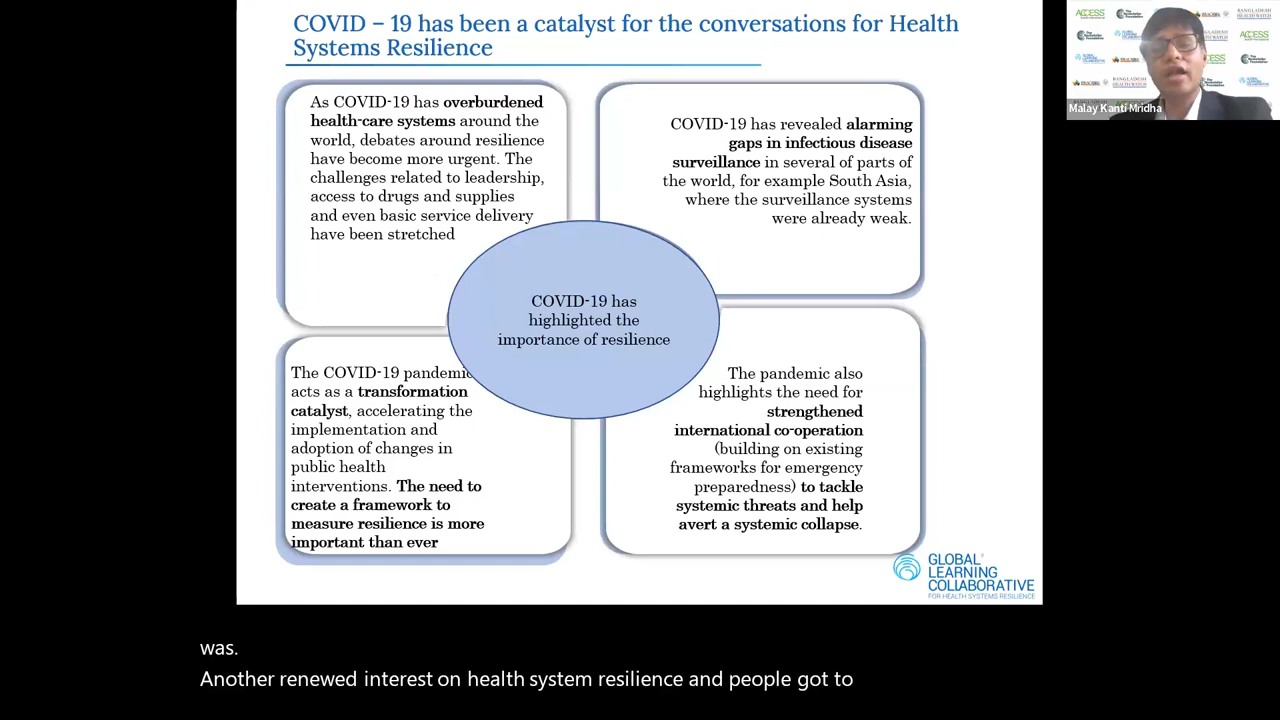 COVID – 19 has been a catalyst for the conversations for Health
Systems Resilience
As COVID-19 has overburdened
health-care systems around the
world, debates around resilience
have become more urgent. The
challenges related to leadership,
access to drugs and supplies
and even basic service delivery
have been stretched
COVID-19 has revealed alarming
gaps in infectious disease
surveillance in several of parts of
the world, for example South Asia,
where the surveillance systems
were already weak.
COVID-19 has
highlighted the
importance of resilience
The COVID-19 pandemic
acts as a transformation
catalyst, accelerating the
implementation and
adoption of changes in
public health
interventions. The need to
create a framework to
measure resilience is more
important than ever
The pandemic also
highlights the need for
strengthened
international co-operation
(building on existing
frameworks for emergency
preparedness) to tackle
systemic threats and help
avert a systemic collapse.
GLOBAL
LEARNING
COLLABORATIVE
FOR HEALTH SYSTEMS RESILIENCE
Malay Kanti Mridha
was.
Another renewed interest on health system resilience and people got to